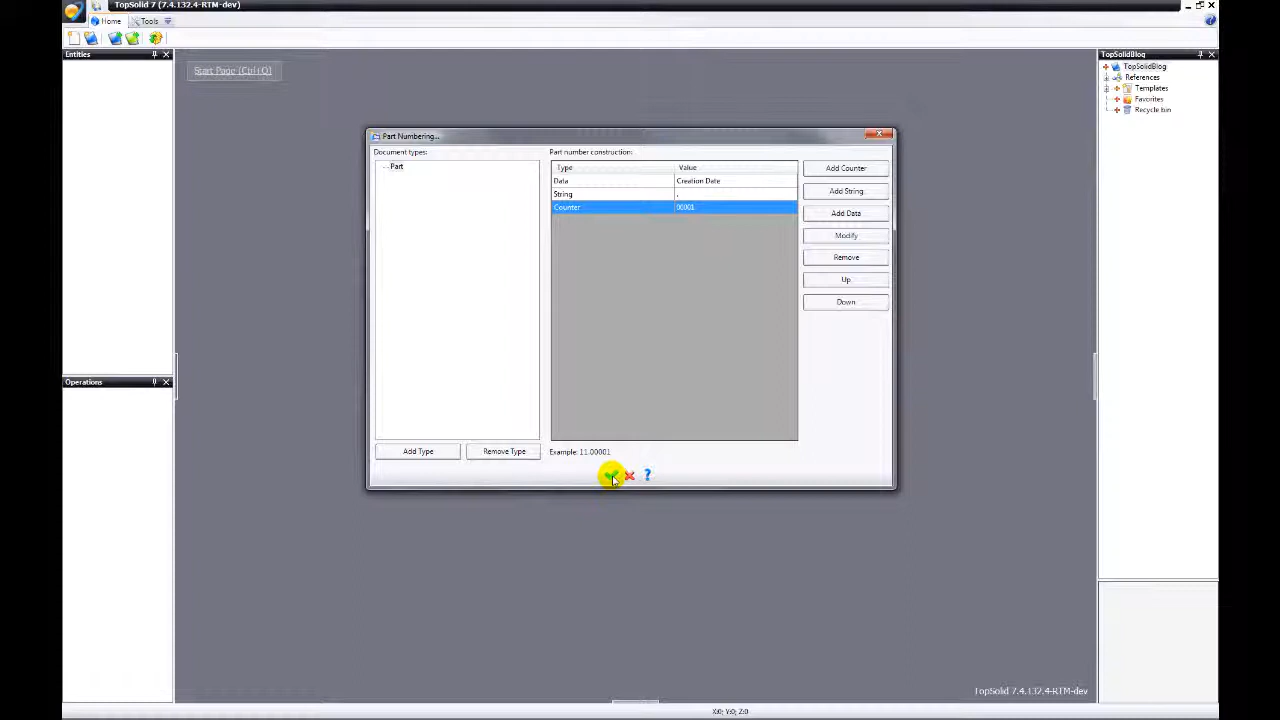 TopSolid 7 (7.4.132.4-RTM-dev)
Home
Tools
Entities
Start Page (Ctrl+Q)
TopSolidBlog
TopSolidBlog
References
Templates
Favorites
Recycle bin
Part Numbering...
Document types:
Part
Part number construction:
Type Value
Data Creation Date
String .
Counter 00001
Add Counter
Add String
Add Data
Modify
Remove
Up
Down
Operations
Add Type
Remove Type
Example: 11.00001
?
TopSolid 7.4.132.4-RTM-dev
X:0; Y:0; Z:0